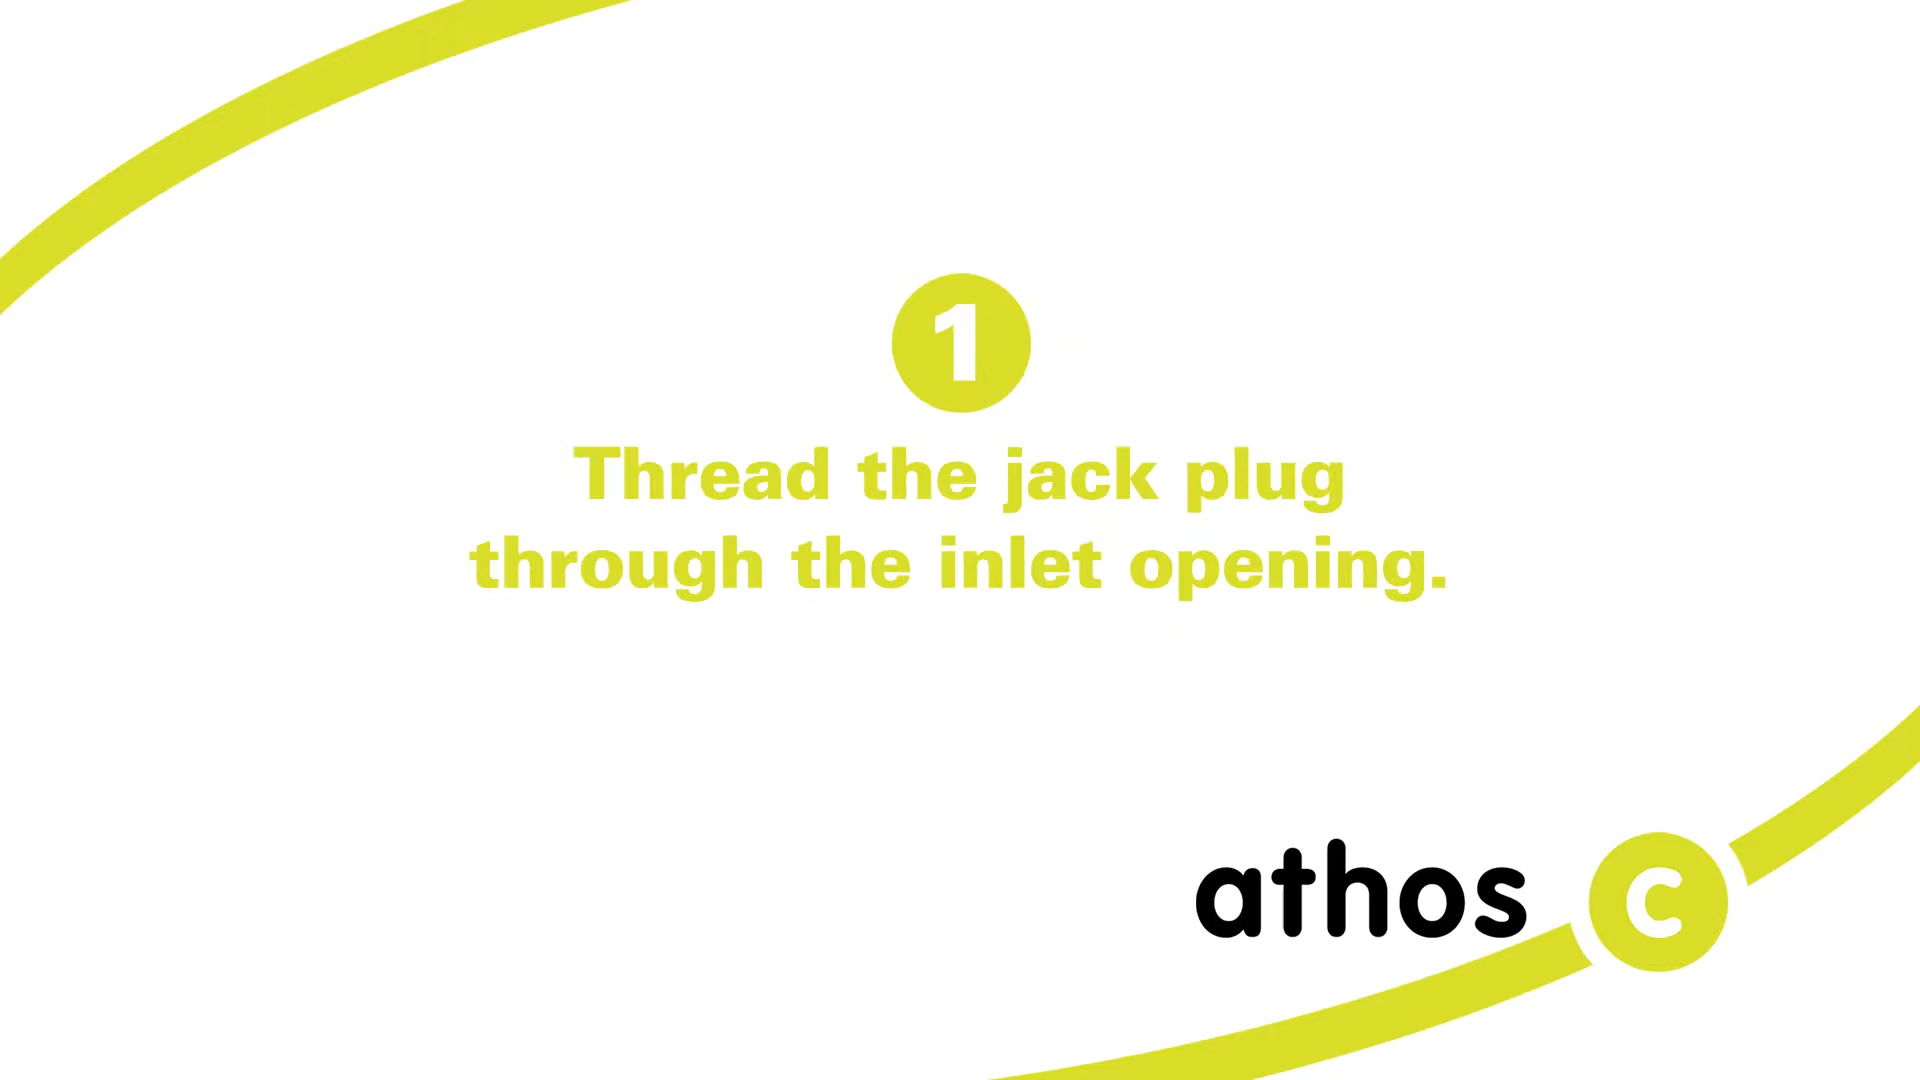 1
Thread the jack plug
through the inlet opening.
athos c